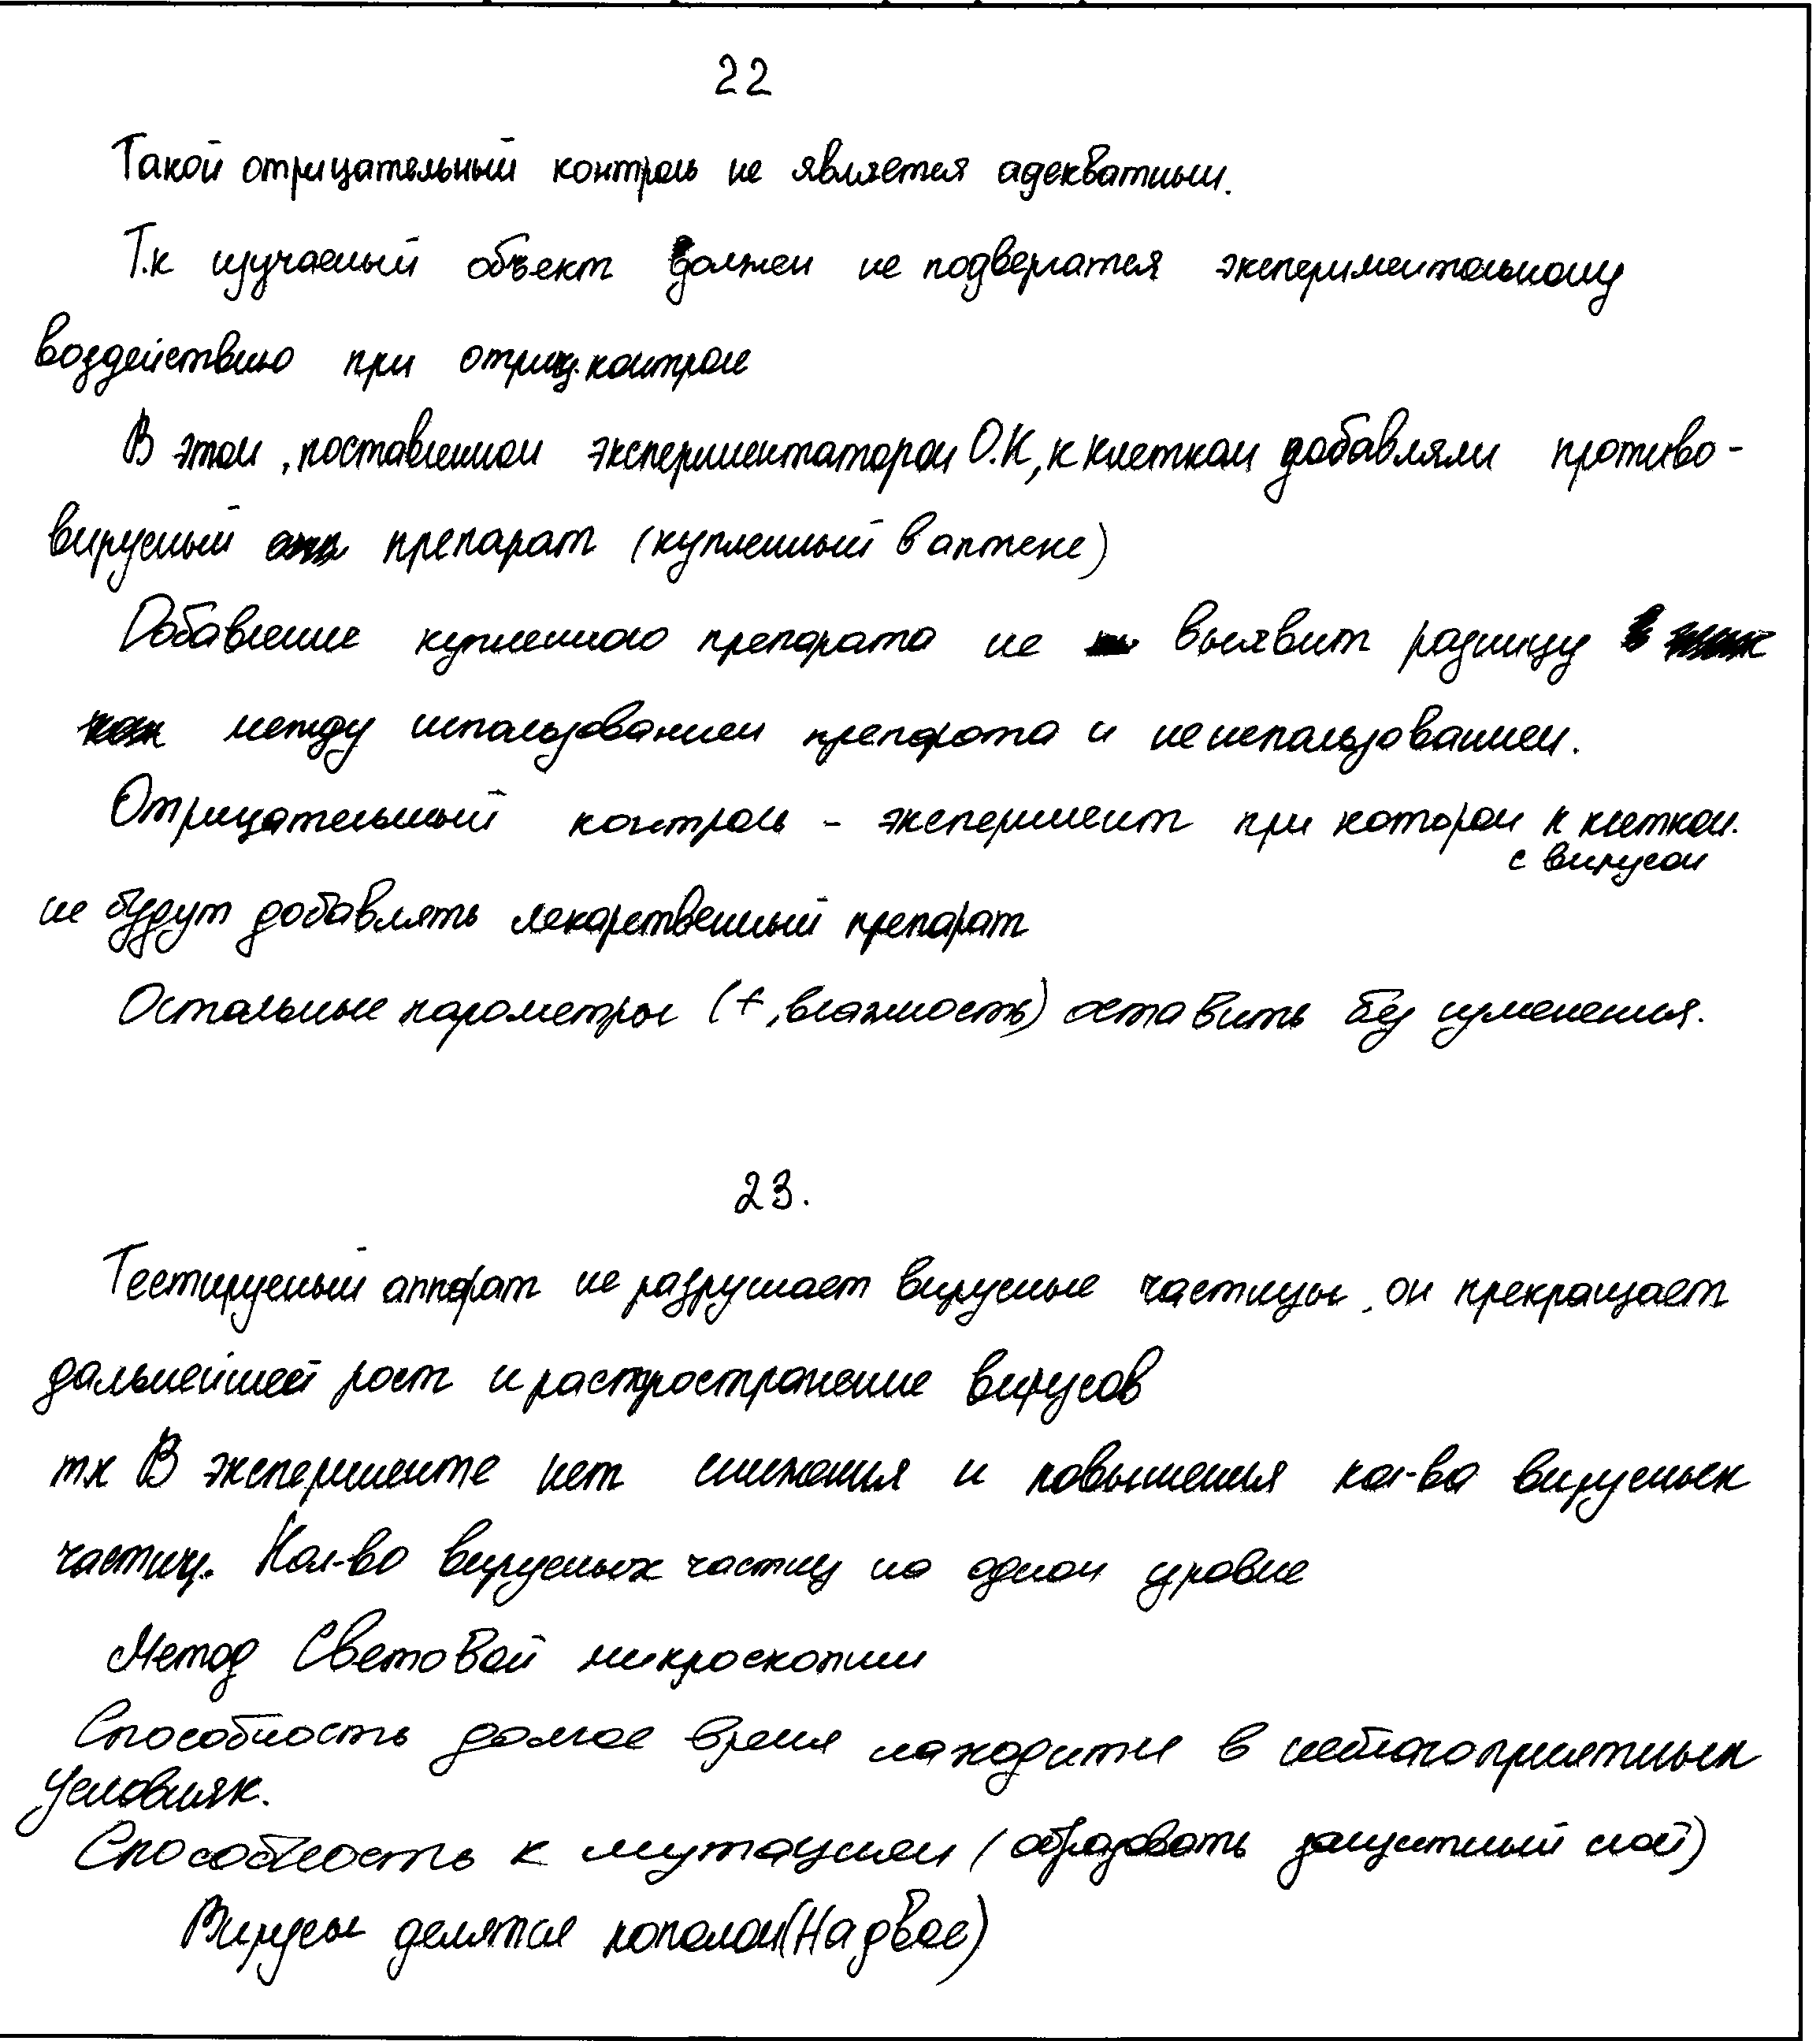 22
Такой отрицательный контроль не является адекватным.
Т.к изучаемый объект должен не подвергатся экспериментальному
воздействию при отриц. контроле
В этом, поставленном экспериментатором О.К, к клеткам добавляли противо-
вирусный препарат (купленный в аптеке)
Добавление купленного препарата не выявит разницу
между использованием препарата и не использованием.
Отрицательный контроль - эксперимент при котором к клеткам
с вирусом
не будут добавлять лекарственный препарат
Остальные параметры (t, влажность) оставить без изменения.
23.
Тестируемый аппарат не разрушает вирусные частицы, он прекращает
дальнейшей рост и распространение вирусов
тк В эксперименте нет снижения и повышения кол-ва вирусных
частиц. Кол-во вирусных частиц на одном уровне
Метод Световой микроскопии
Способность долгое время находится в неблагоприятных
условиях.
Способность к мутациям (образовать защитный слой)
Вирусы делятся пополам (На двое)